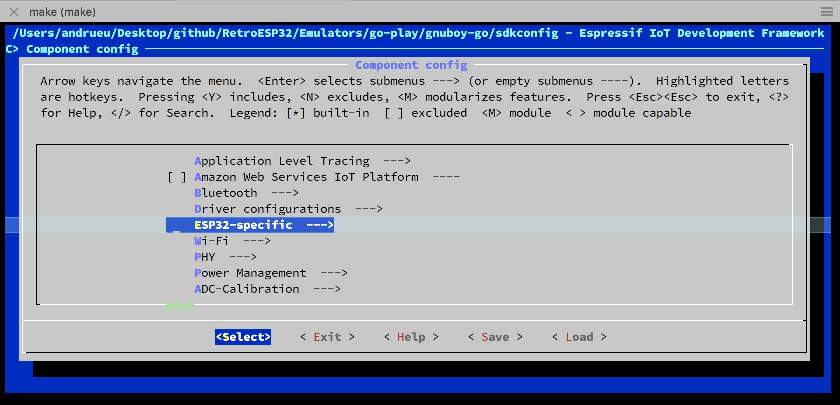 make (make)
/Users/andrueu/Desktop/github/RetroESP32/Emulators/go-play/gnuboy-go/sdkconfig - Espressif IoT Development Framework
C> Component config
Component config
Arrow keys navigate the menu.  <Enter> selects submenus ---> (or empty submenus ----).  Highlighted letters
are hotkeys.  Pressing <Y> includes, <N> excludes, <M> modularizes features.  Press <Esc><Esc> to exit, <?>
for Help, </> for Search.  Legend: [*] built-in  [ ] excluded  <M> module  < > module capable
Application Level Tracing  --->
[ ] Amazon Web Services IoT Platform  ----
Bluetooth  --->
Driver configurations  --->
ESP32-specific  --->
Wi-Fi  --->
PHY  --->
Power Management  --->
ADC-Calibration  --->
<Select>    < Exit >    < Help >    < Save >    < Load >